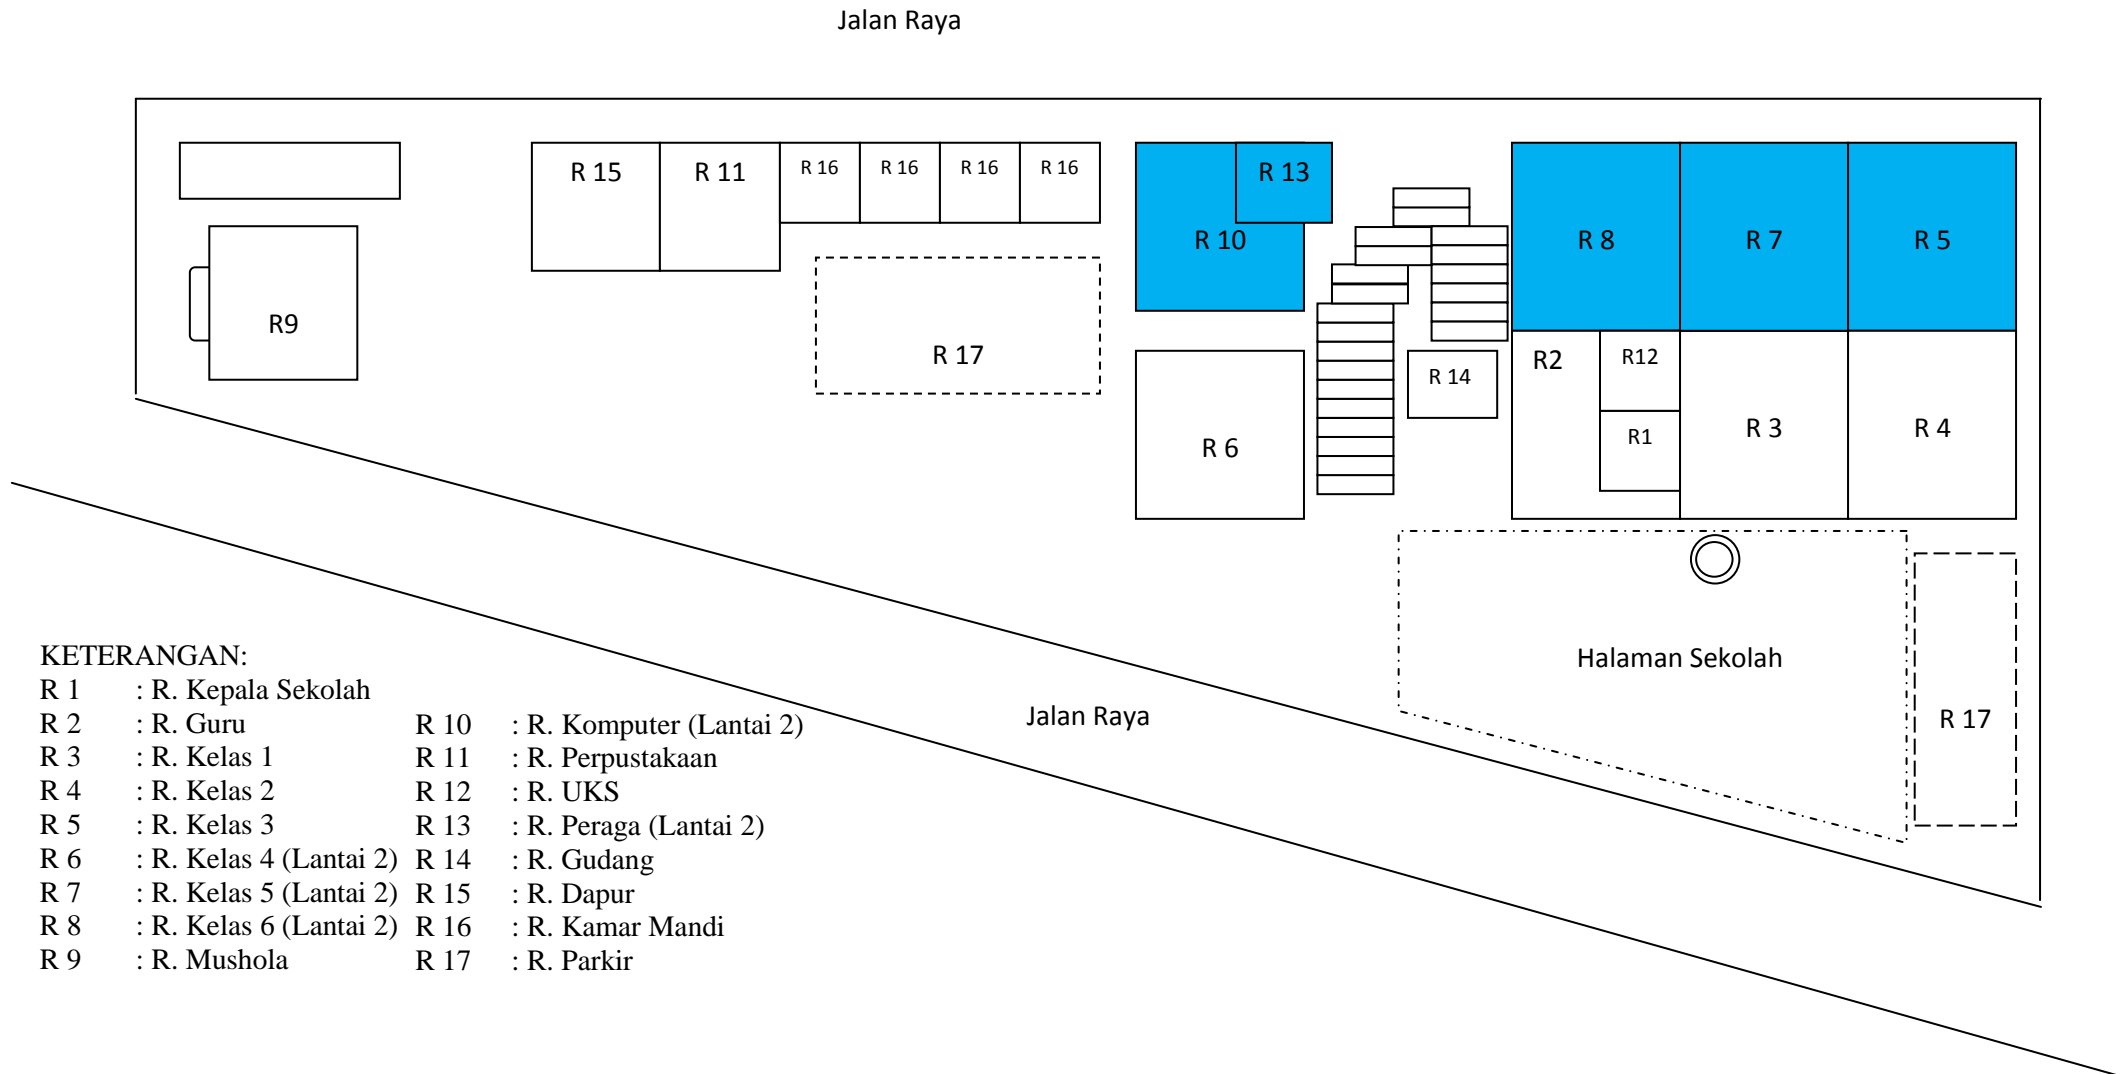 Jalan Raya
R 15
R 11
R 16
R 16
R 16
R 16
R 13
R 10
R 8
R 7
R 5
R9
R 17
R2
R12
R 14
R 6
R1
R 3
R 4
Halaman Sekolah
R 17
Jalan Raya
KETERANGAN:
R 1 : R. Kepala Sekolah
R 2 : R. Guru
R 3 : R. Kelas 1
R 4 : R. Kelas 2
R 5 : R. Kelas 3
R 6 : R. Kelas 4 (Lantai 2)
R 7 : R. Kelas 5 (Lantai 2)
R 8 : R. Kelas 6 (Lantai 2)
R 9 : R. Mushola
R 10 : R. Komputer (Lantai 2)
R 11 : R. Perpustakaan
R 12 : R. UKS
R 13 : R. Peraga (Lantai 2)
R 14 : R. Gudang
R 15 : R. Dapur
R 16 : R. Kamar Mandi
R 17 : R. Parkir